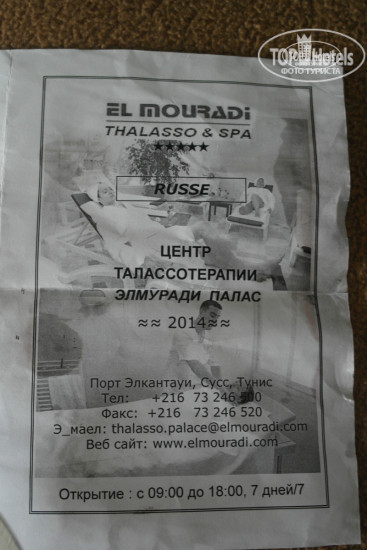 TOP Hotels
ФОТО ТУРИСТА
EL MOURADI
THALASSO & SPA
★★★★★
RUSSE
ЦЕНТР
ТАЛАССОТЕРАПИИ
ЭЛМУРАДИ ПАЛАС
≈≈ 2014≈≈
Порт Элкантауи, Сусс, Тунис
Тел: +216 73 246 500
Факс: +216 73 246 520
Э_маел: thalasso.palace@elmouradi.com
Веб сайт: www.elmouradi.com
Открытие : с 09:00 до 18:00, 7 дней/7